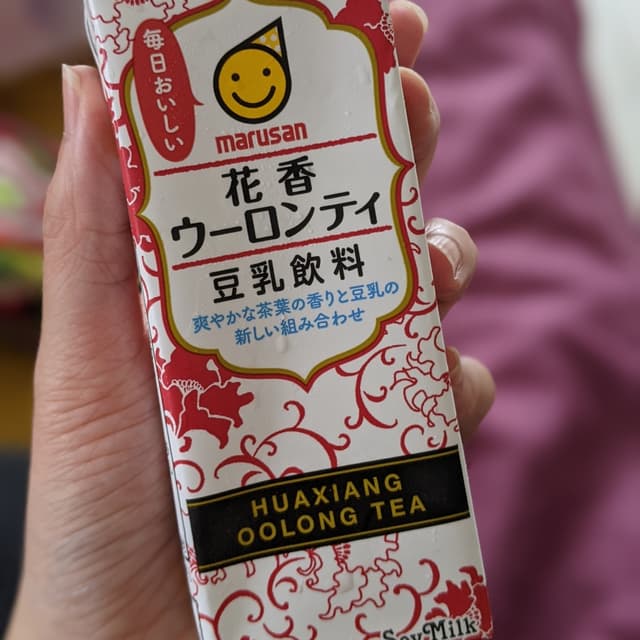 毎日おいしい
marusan
花香
ウーロンティ
豆乳飲料
爽やかな茶葉の香りと豆乳の
新しい組み合わせ
HUAXIANG
OOLONG TEA
Soy Milk